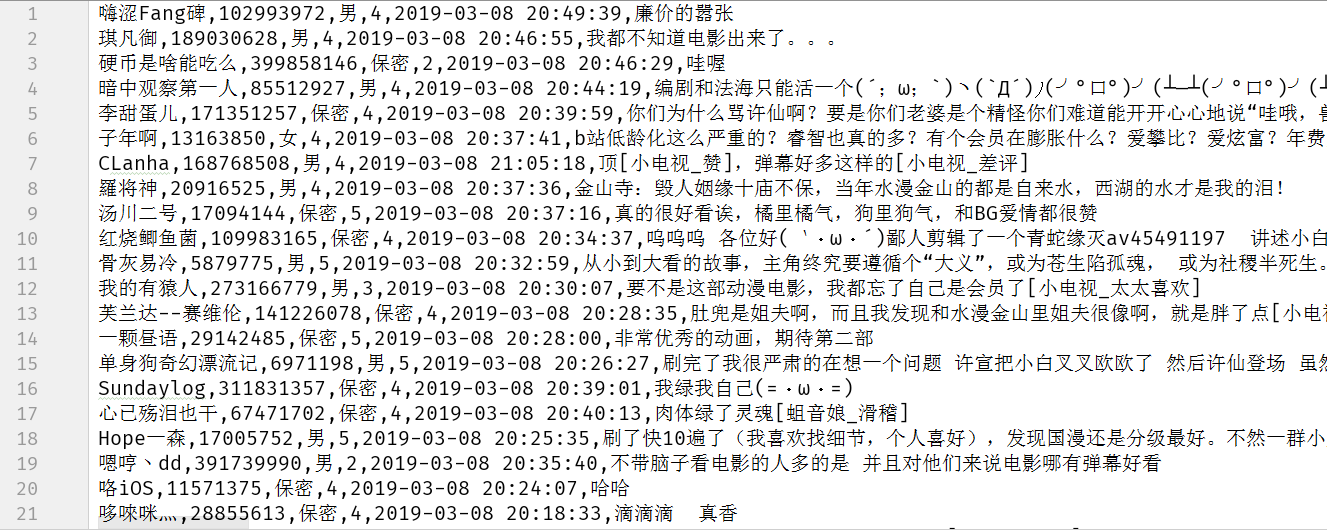 1 嗨涩Fang碑,102993972,男,4,2019-03-08 20:49:39,廉价的嚣张
2 琪凡御,189030628,男,4,2019-03-08 20:46:55,我都不知道电影出来了。。。
3 硬币是啥能吃么,399858146,保密,2,2019-03-08 20:46:29,哇喔
4 暗中观察第一人,85512927,男,4,2019-03-08 20:44:19,编剧和法海只能活一个(´；ω；`)ヽ(`Д´)ﾉ(╯°口°)╯(┴—┴(╯°口°)╯(┴
5 李甜蛋儿,171351257,保密,4,2019-03-08 20:39:59,你们为什么骂许仙啊？要是你们老婆是个精怪你们难道能开开心心地说“哇哦，
6 子年啊,13163850,女,4,2019-03-08 20:37:41,b站低龄化这么严重的？睿智也真的多？有个会员在膨胀什么？爱攀比？爱炫富？年费
7 CLanha,168768508,男,4,2019-03-08 21:05:18,顶[小电视_赞]，弹幕好多这样的[小电视_差评]
8 羅将神,20916525,男,4,2019-03-08 20:37:36,金山寺：毁人姻缘十庙不保，当年水漫金山的都是自来水，西湖的水才是我的泪！
9 汤川二号,17094144,保密,5,2019-03-08 20:37:16,真的很好看诶，橘里橘气，狗里狗气，和BG爱情都很赞
10 红烧鲫鱼菌,109983165,保密,4,2019-03-08 20:34:37,呜呜呜 各位好( ‵・ω・´)鄙人剪辑了一个青蛇缘灭av45491197  讲述小白
11 骨灰易冷,5879775,男,5,2019-03-08 20:32:59,从小到大看的故事，主角终究要遵循个“大义”，或为苍生陷孤魂， 或为社稷半死生。
12 我的有猿人,273166779,男,3,2019-03-08 20:30:07,要不是这部动漫电影，我都忘了自己是会员了[小电视_太太喜欢]
13 芙兰达--赛维伦,141226078,保密,4,2019-03-08 20:28:35,肚兜是姐夫啊，而且我发现和水漫金山里姐夫很像啊，就是胖了点[小电
14 一颗昼语,29142485,保密,5,2019-03-08 20:28:00,非常优秀的动画，期待第二部
15 单身狗奇幻漂流记,6971198,男,5,2019-03-08 20:26:27,刷完了我很严肃的在想一个问题 许宣把小白叉叉欧欧了 然后许仙登场 虽然
16 Sundaylog,311831357,保密,4,2019-03-08 20:39:01,我绿我自己(=・ω・=)
17 心已殇泪也干,67471702,保密,4,2019-03-08 20:40:13,肉体绿了灵魂[蛆音娘_滑稽]
18 Hope一森,17005752,男,5,2019-03-08 20:25:35,刷了快10遍了（我喜欢找细节，个人喜好），发现国漫还是分级最好。不然一群小
19 嗯哼丶dd,391739990,男,2,2019-03-08 20:35:40,不带脑子看电影的人多的是 并且对他们来说电影哪有弹幕好看
20 咯iOS,11571375,保密,4,2019-03-08 20:24:07,哈哈
21 哆唻咪灬,28855613,保密,4,2019-03-08 20:18:33,滴滴滴  真香